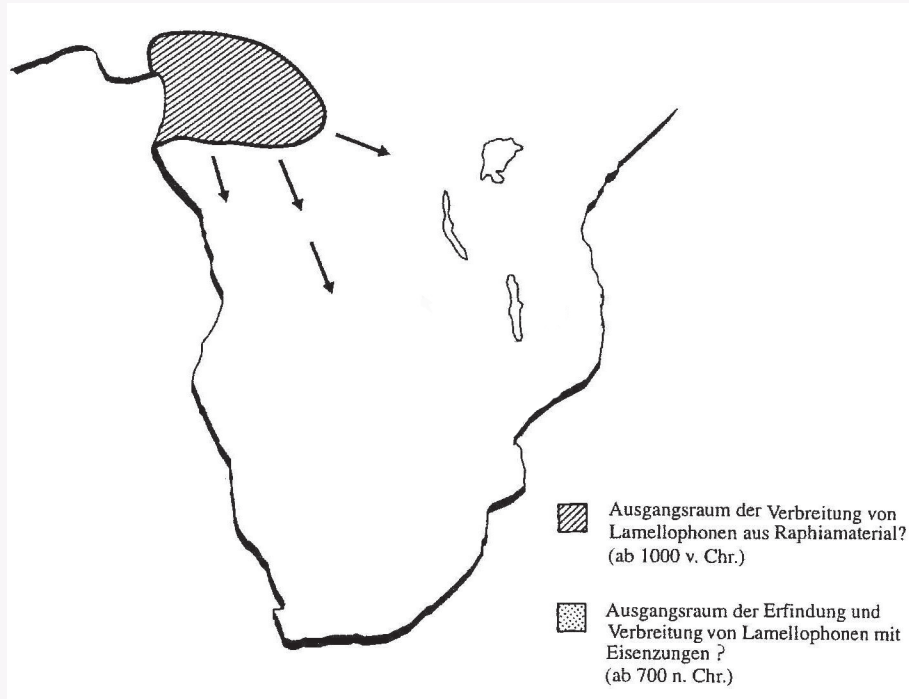 Ausgangsraum der Verbreitung von
Lamellophonen aus Raphiamaterial?
(ab 1000 v. Chr.)
Ausgangsraum der Erfindung und
Verbreitung von Lamellophonen mit
Eisenzungen ?
(ab 700 n. Chr.)